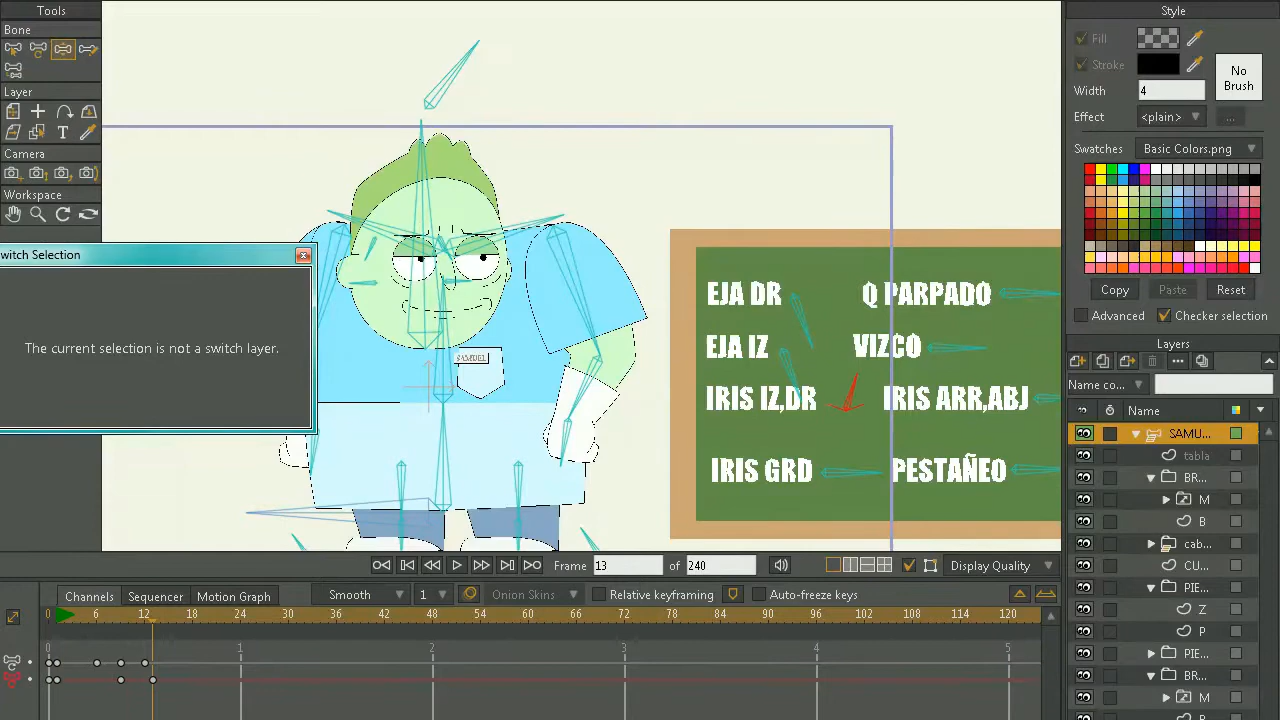 Tools
Bone
Layer
Camera
Workspace
witch Selection
The current selection is not a switch layer.
SAMUEL
EJA DR
Q PARPADO
EJA IZ
VIZCO
IRIS IZ,DR
IRIS ARR,ABJ
IRIS GRD
PESTAÑEO
Style
Fill
Stroke
No
Brush
Width
4
Effect
<plain>
...
Swatches
Basic Colors.png
Copy
Paste
Reset
Advanced
Checker selection
Layers
Name co...
Name
SAMU...
tabla
BR...
M
B
cab...
CU...
PIE...
Z
P
PIE...
BR...
M
Frame
13
of
240
Display Quality
Channels
Sequencer
Motion Graph
Smooth
1
Onion Skins
Relative keyframing
Auto-freeze keys
0 6 12 18 24 30 36 42 48 54 60 66 72 78 84 90 96 102 108 114 120
0 1 2 3 4 5